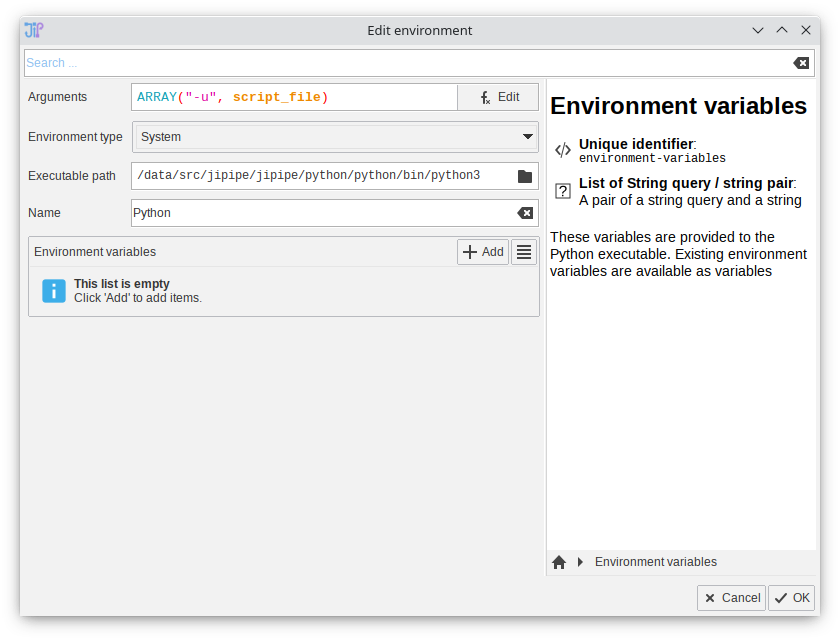 JIP
Edit environment
Search ...
Arguments
ARRAY("-u", script_file)
Edit
Environment type
System
Executable path
/data/src/jipipe/jipipe/python/python/bin/python3
Name
Python
Environment variables
Add
This list is empty
Click 'Add' to add items.
Environment variables
Unique identifier:
environment-variables
List of String query / string pair:
A pair of a string query and a string
These variables are provided to the
Python executable. Existing environment
variables are available as variables
Environment variables
Cancel
OK